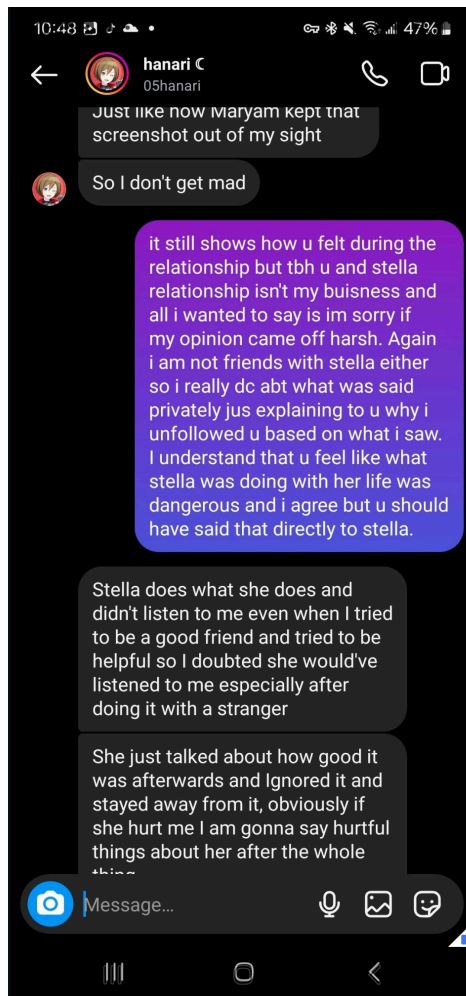 10:48
47%
hanari ☾
05hanari
Just like how Maryam kept that
screenshot out of my sight
So I don't get mad
it still shows how u felt during the
relationship but tbh u and stella
relationship isn't my buisness and
all i wanted to say is im sorry if
my opinion came off harsh. Again
i am not friends with stella either
so i really dc abt what was said
privately jus explaining to u why i
unfollowed u based on what i saw.
I understand that u feel like what
stella was doing with her life was
dangerous and i agree but u should
have said that directly to stella.
Stella does what she does and
didn't listen to me even when I tried
to be a good friend and tried to be
helpful so I doubted she would've
listened to me especially after
doing it with a stranger
She just talked about how good it
was afterwards and Ignored it and
stayed away from it, obviously if
she hurt me I am gonna say hurtful
things about her after the whole
thing
Message...